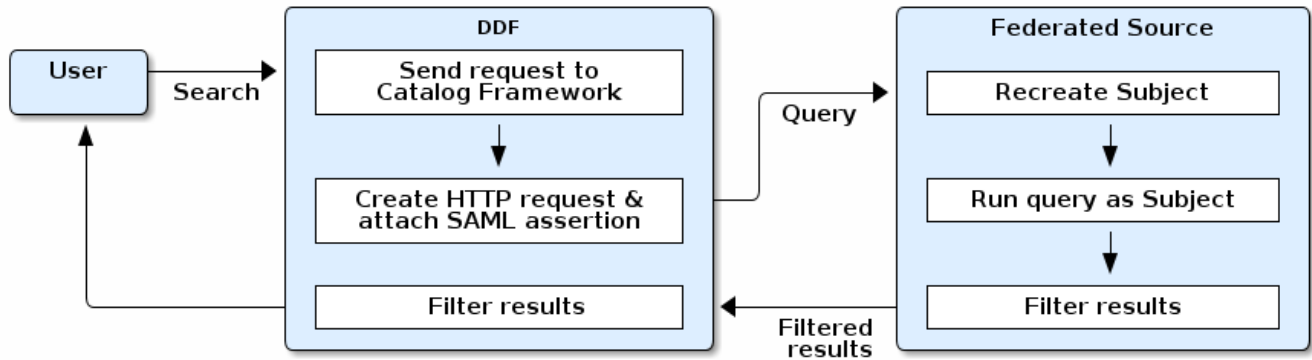 User
Search
DDF
Send request to
Catalog Framework
Create HTTP request &
attach SAML assertion
Filter results
Query
Federated Source
Recreate Subject
Run query as Subject
Filter results
Filtered
results